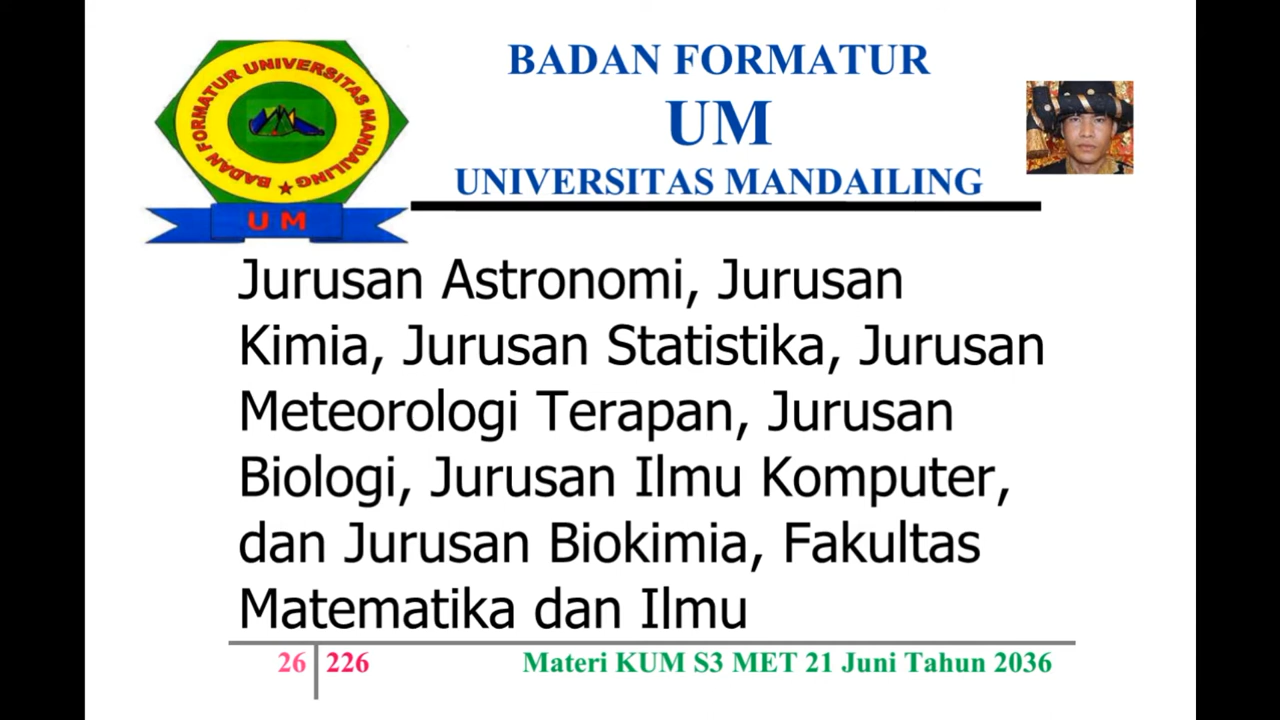 BADAN FORMATUR UNIVERSITAS MANDAILING
UM
BADAN FORMATUR
UM
UNIVERSITAS MANDAILING
Jurusan Astronomi, Jurusan
Kimia, Jurusan Statistika, Jurusan
Meteorologi Terapan, Jurusan
Biologi, Jurusan Ilmu Komputer,
dan Jurusan Biokimia, Fakultas
Matematika dan Ilmu
26 226 Materi KUM S3 MET 21 Juni Tahun 2036